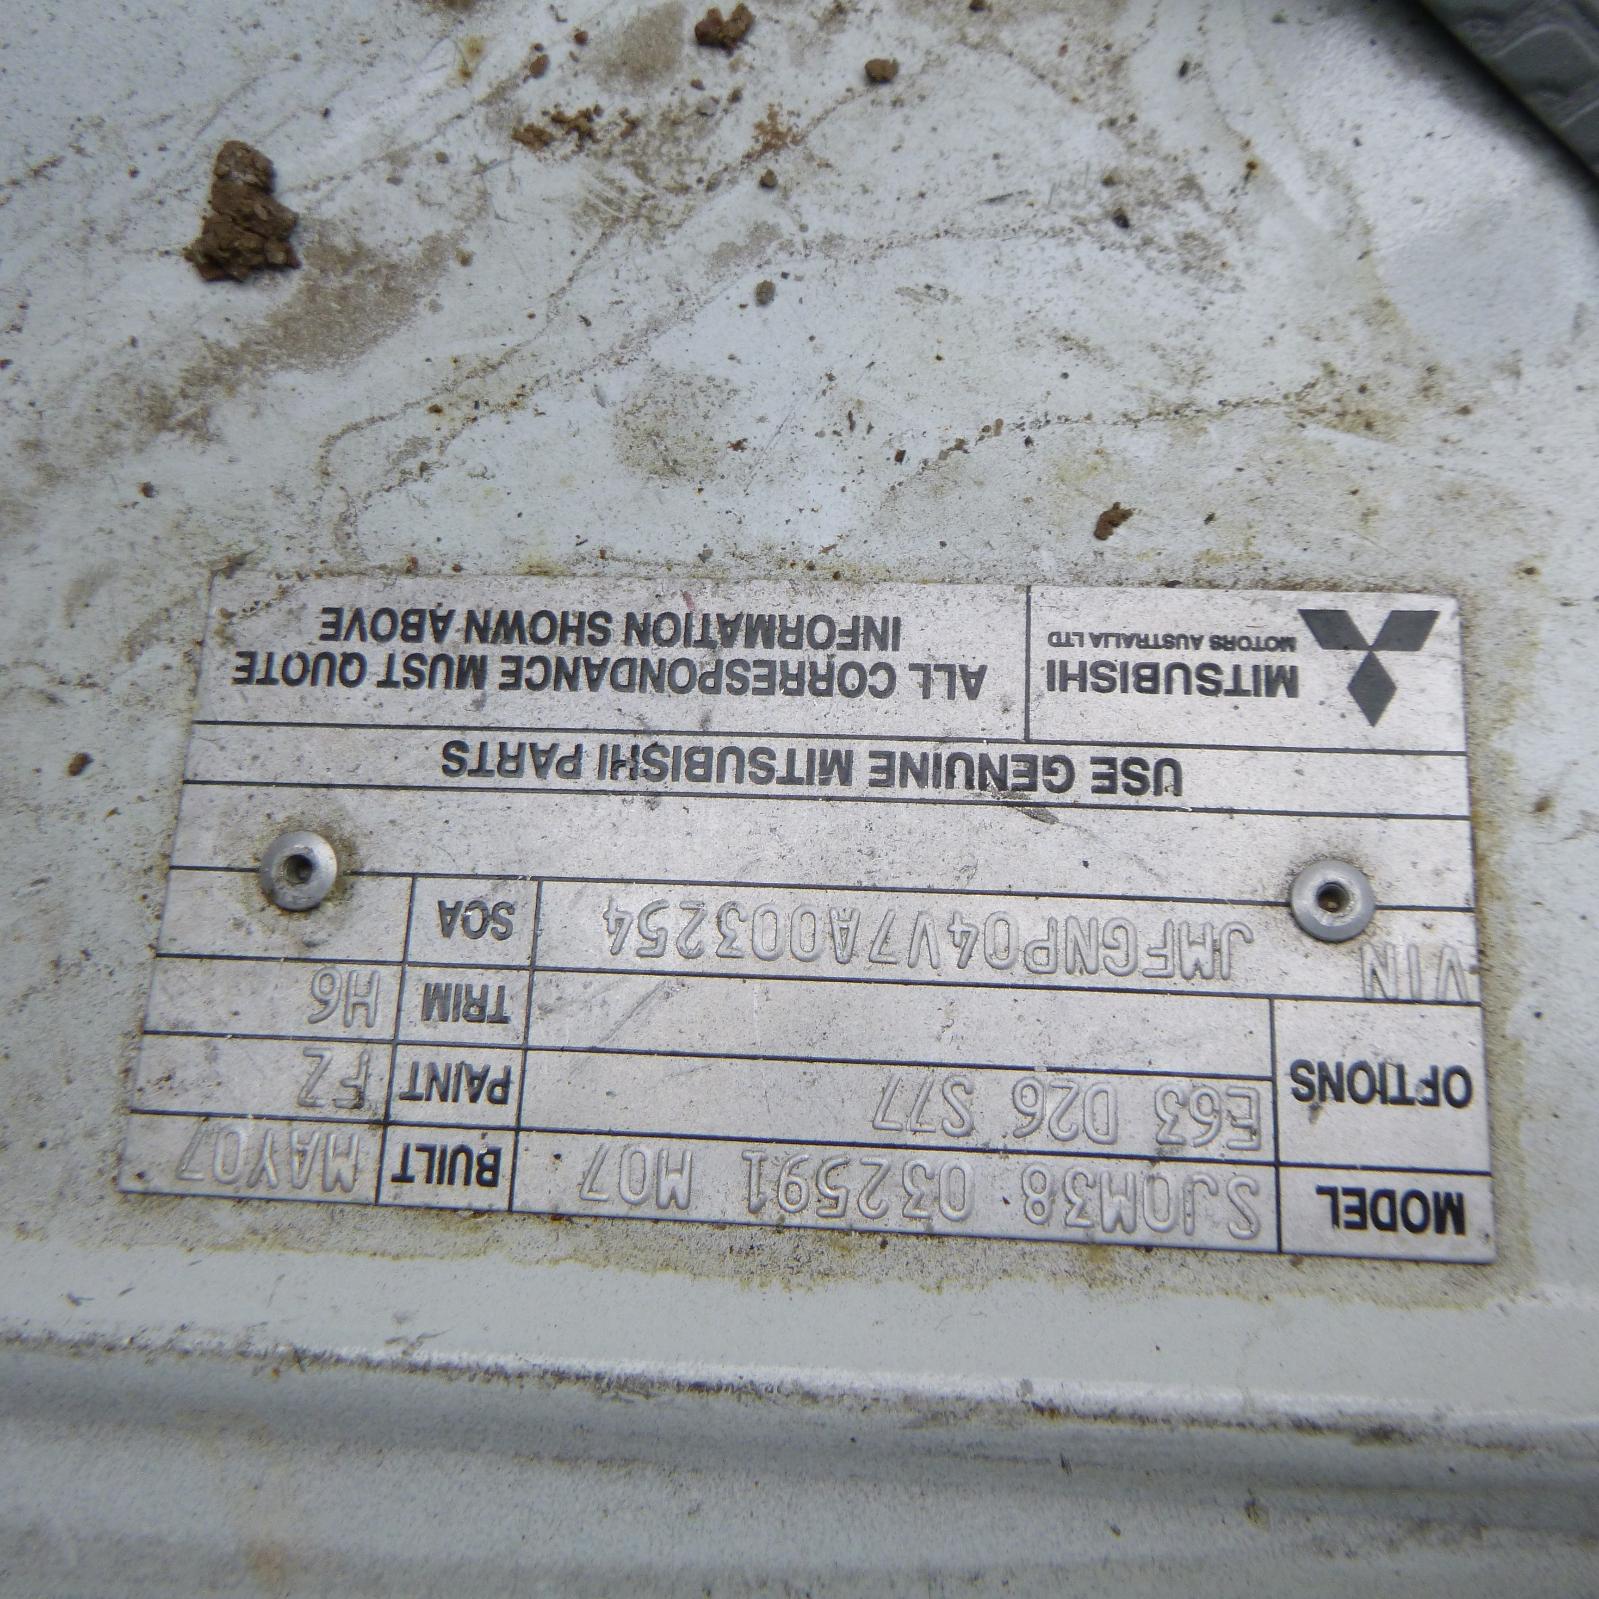 MODEL SJ0M38 032591 M07 BUILT MAY07
OPTIONS E63 D26 S77 PAINT FZ
TRIM H6
VIN JMFGNP04V7A003254 SOA
USE GENUINE MITSUBISHI PARTS
MITSUBISHI
MOTORS AUSTRALIA LTD
ALL CORRESPONDANCE MUST QUOTE
INFORMATION SHOWN ABOVE